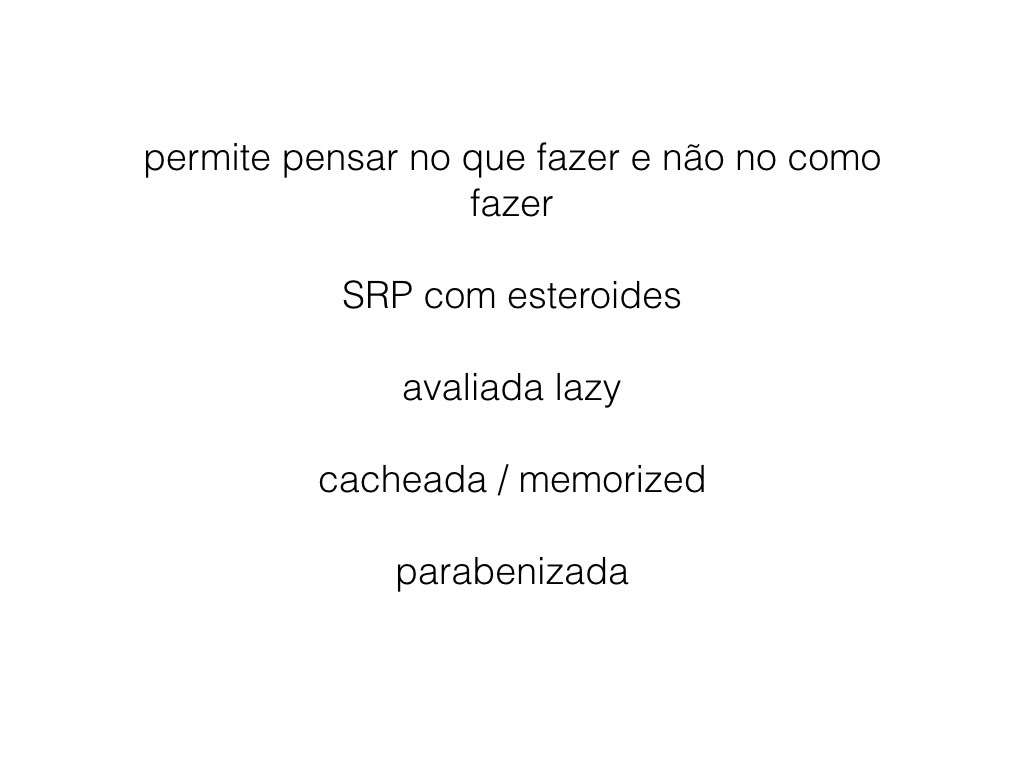 permite pensar no que fazer e não no como
fazer
SRP com esteroides
avaliada lazy
cacheada / memorized
parabenizada